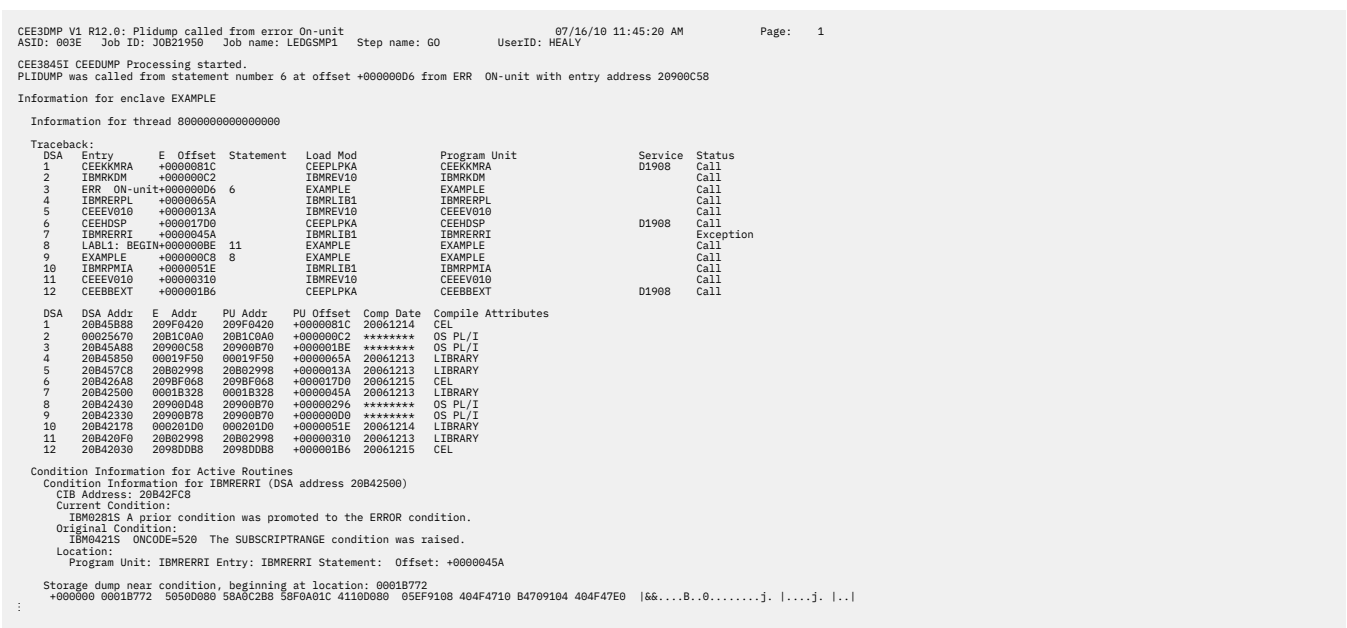 CEE3DMP V1 R12.0: Plidump called from error On-unit                                 07/16/10 11:45:20 AM            Page:    1
ASID: 003E   Job ID: JOB21950   Job name: LEDGSMP1   Step name: GO         UserID: HEALY
CEE3845I CEEDUMP Processing started.
PLIDUMP was called from statement number 6 at offset +000000D6 from ERR  ON-unit with entry address 20900C58
Information for enclave EXAMPLE
Information for thread 8000000000000000
Traceback:
DSA   Entry       E  Offset  Statement   Load Mod             Program Unit                   Service  Status
1     CEEKKMRA    +0000081C              CEEPLPKA             CEEKKMRA                       D1908    Call
2     IBMRKDM     +000000C2              IBMREV10             IBMRKDM                                 Call
3     ERR  ON-unit+000000D6  6           EXAMPLE              EXAMPLE                                 Call
4     IBMRERPL    +0000065A              IBMRLIB1             IBMRERPL                                Call
5     CEEEV010    +0000013A              IBMREV10             CEEEV010                                Call
6     CEEHDSP     +000017D0              CEEPLPKA             CEEHDSP                        D1908    Call
7     IBMRERRI    +0000045A              IBMRLIB1             IBMRERRI                                Exception
8     LABL1: BEGIN+000000BE  11          EXAMPLE              EXAMPLE                                 Call
9     EXAMPLE     +000000C8  8           EXAMPLE              EXAMPLE                                 Call
10    IBMRPMIA    +0000051E              IBMRLIB1             IBMRPMIA                                Call
11    CEEEV010    +00000310              IBMREV10             CEEEV010                                Call
12    CEEBBEXT    +000001B6              CEEPLPKA             CEEBBEXT                       D1908    Call
DSA   DSA Addr   E  Addr    PU Addr    PU Offset  Comp Date  Compile Attributes
1     20B45B88   209F0420   209F0420   +0000081C  20061214   CEL
2     00025670   20B1C0A0   20B1C0A0   +000000C2  ********   OS PL/I
3     20B45A88   20900C58   20900B70   +000001BE  ********   OS PL/I
4     20B45850   00019F50   00019F50   +0000065A  20061213   LIBRARY
5     20B457C8   20B02998   20B02998   +0000013A  20061213   LIBRARY
6     20B426A8   209BF068   209BF068   +000017D0  20061215   CEL
7     20B42500   0001B328   0001B328   +0000045A  20061213   LIBRARY
8     20B42430   20900D48   20900B70   +00000296  ********   OS PL/I
9     20B42330   20900B78   20900B70   +000000D0  ********   OS PL/I
10    20B42178   000201D0   000201D0   +0000051E  20061214   LIBRARY
11    20B420F0   20B02998   20B02998   +00000310  20061213   LIBRARY
12    20B42030   2098DDB8   2098DDB8   +000001B6  20061215   CEL
Condition Information for Active Routines
Condition Information for IBMRERRI (DSA address 20B42500)
CIB Address: 20B42FC8
Current Condition:
IBM0281S A prior condition was promoted to the ERROR condition.
Original Condition:
IBM0421S  ONCODE=520  The SUBSCRIPTRANGE condition was raised.
Location:
Program Unit: IBMRERRI Entry: IBMRERRI Statement:  Offset: +0000045A
Storage dump near condition, beginning at location: 0001B772
+000000 0001B772  5050D080 58A0C2B8 58F0A01C 4110D080  05EF9108 404F4710 B4709104 404F47E0  |&&....B..0........j. |....j. |..|
⋮